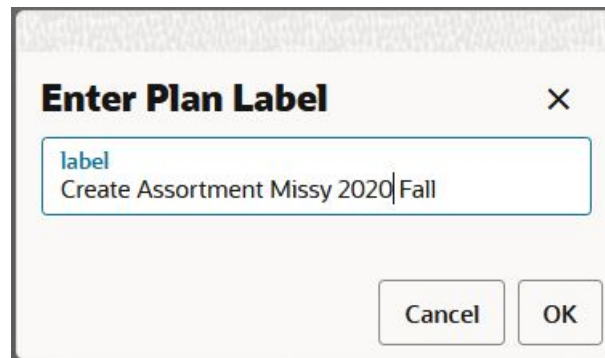 Enter Plan Label
label
Create Assortment Missy 2020 Fall
Cancel OK